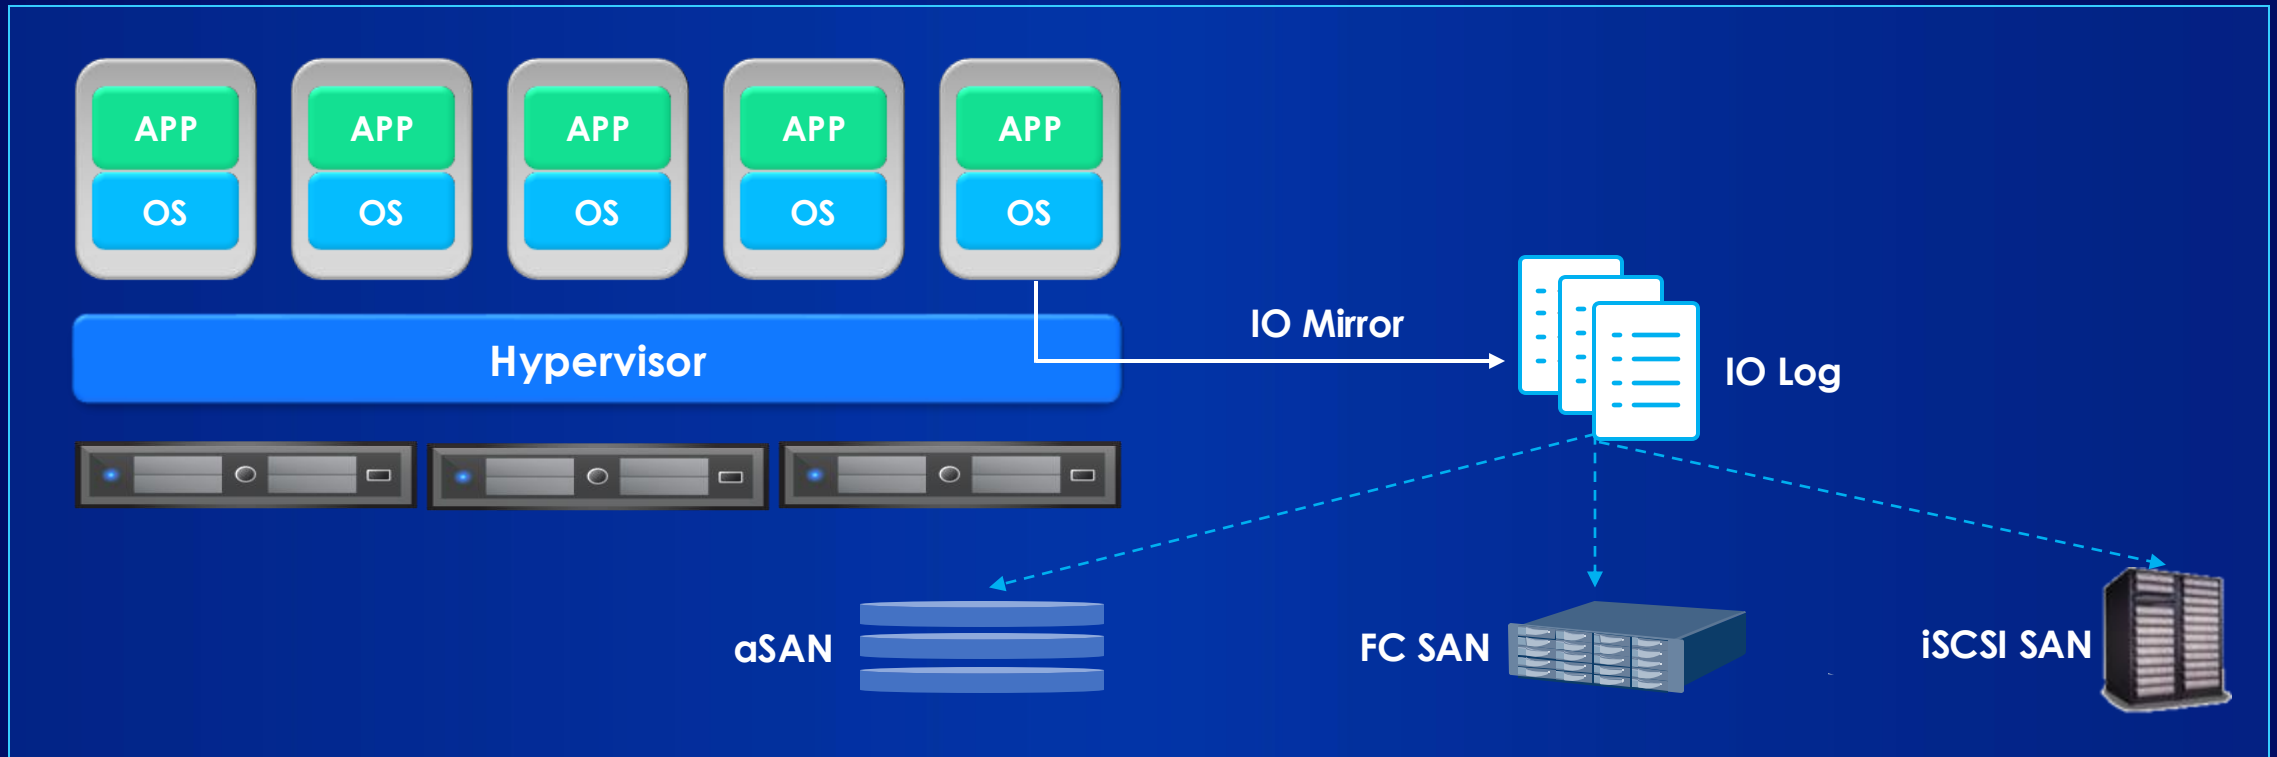 APP
APP
APP
APP
APP
OS
OS
OS
OS
OS
IO Mirror
Hypervisor
IO Log
aSAN
FC SAN
iSCSI SAN